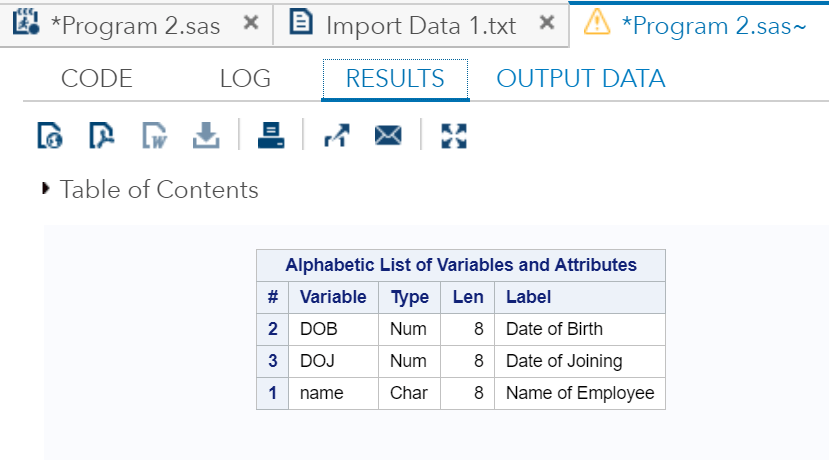 *Program 2.sas × Import Data 1.txt × *Program 2.sas~
CODE LOG RESULTS OUTPUT DATA
Table of Contents
Alphabetic List of Variables and Attributes
# Variable Type Len Label
2 DOB Num 8 Date of Birth
3 DOJ Num 8 Date of Joining
1 name Char 8 Name of Employee